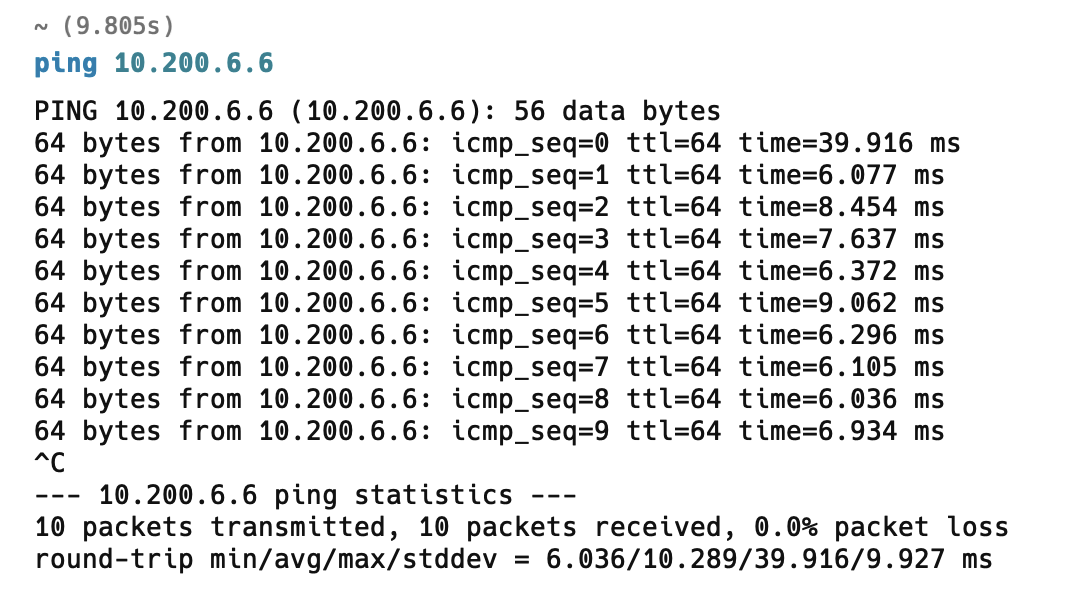 ~ (9.805s)
ping 10.200.6.6
PING 10.200.6.6 (10.200.6.6): 56 data bytes
64 bytes from 10.200.6.6: icmp_seq=0 ttl=64 time=39.916 ms
64 bytes from 10.200.6.6: icmp_seq=1 ttl=64 time=6.077 ms
64 bytes from 10.200.6.6: icmp_seq=2 ttl=64 time=8.454 ms
64 bytes from 10.200.6.6: icmp_seq=3 ttl=64 time=7.637 ms
64 bytes from 10.200.6.6: icmp_seq=4 ttl=64 time=6.372 ms
64 bytes from 10.200.6.6: icmp_seq=5 ttl=64 time=9.062 ms
64 bytes from 10.200.6.6: icmp_seq=6 ttl=64 time=6.296 ms
64 bytes from 10.200.6.6: icmp_seq=7 ttl=64 time=6.105 ms
64 bytes from 10.200.6.6: icmp_seq=8 ttl=64 time=6.036 ms
64 bytes from 10.200.6.6: icmp_seq=9 ttl=64 time=6.934 ms
^C
--- 10.200.6.6 ping statistics ---
10 packets transmitted, 10 packets received, 0.0% packet loss
round-trip min/avg/max/stddev = 6.036/10.289/39.916/9.927 ms